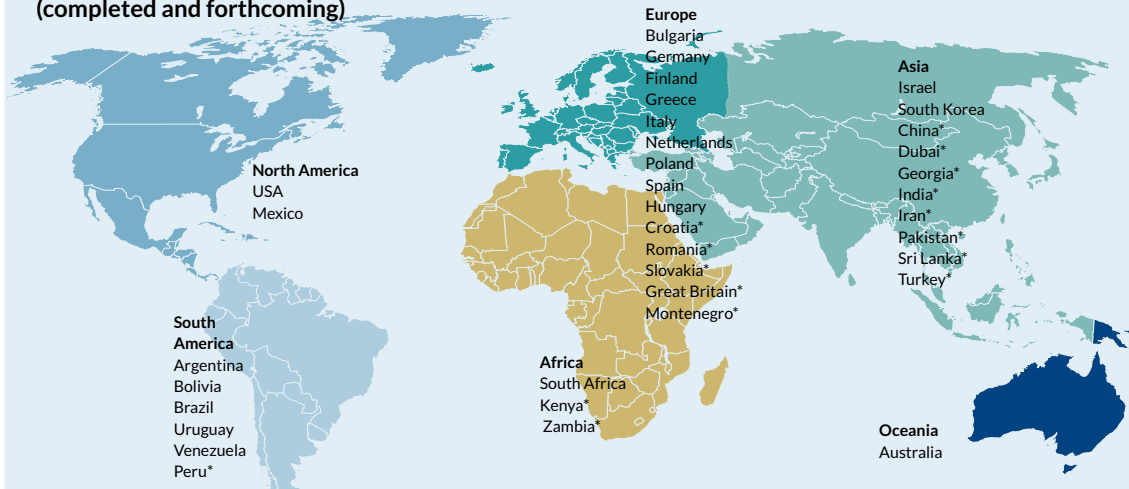 (completed and forthcoming)
Europe
Bulgaria
Germany
Finland
Greece
Italy
Netherlands
Poland
Spain
Hungary
Croatia*
Romania*
Slovakia*
Great Britain*
Montenegro*
Asia
Israel
South Korea
China*
Dubai*
Georgia*
India*
Iran*
Pakistan*
Sri Lanka*
Turkey*
North America
USA
Mexico
South
America
Argentina
Bolivia
Brazil
Uruguay
Venezuela
Peru*
Africa
South Africa
Kenya*
Zambia*
Oceania
Australia